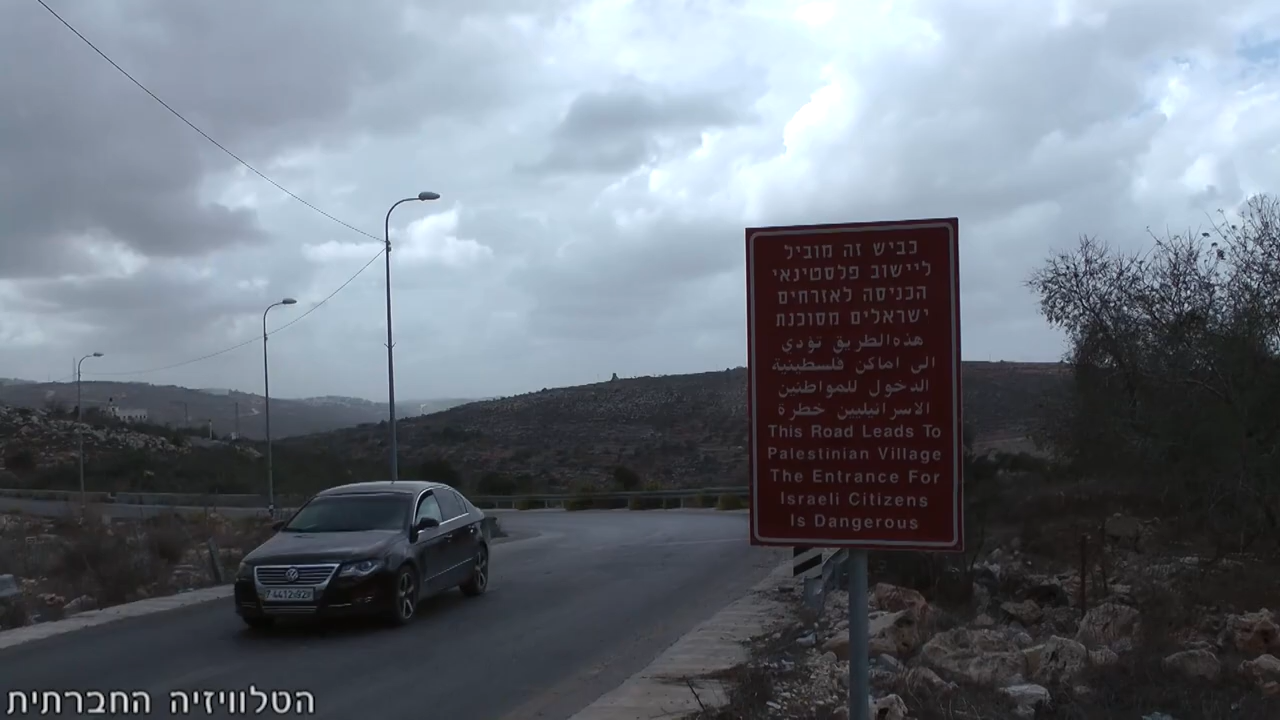 כביש זה מוביל
ליישוב פלסטינאי
הכניסה לאזרחים
ישראלים מסוכנת
هذه الطريق تؤدي
الى اماكن فلسطينية
الدخول للمواطنين
الاسرائيليين خطرة
This Road Leads To
Palestinian Village
The Entrance For
Israeli Citizens
Is Dangerous
הטלוויזיה החברתית